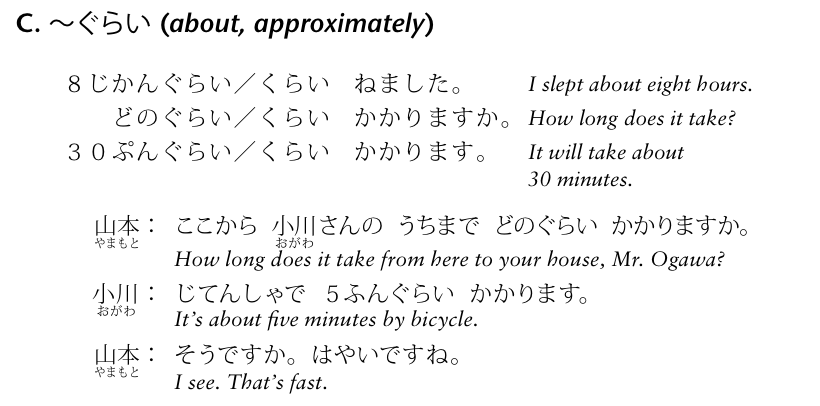 C. ～ぐらい (about, approximately)
８じかんぐらい／くらい　ねました。 I slept about eight hours.
どのぐらい／くらい　かかりますか。 How long does it take?
３０ぷんぐらい／くらい　かかります。 It will take about
30 minutes.
山本： ここから　小川さんの　うちまで　どのぐらい　かかりますか。
やまもと おがわ
How long does it take from here to your house, Mr. Ogawa?
小川： じてんしゃで　５ふんぐらい　かかります。
おがわ
It's about five minutes by bicycle.
山本： そうですか。はやいですね。
やまもと
I see. That's fast.